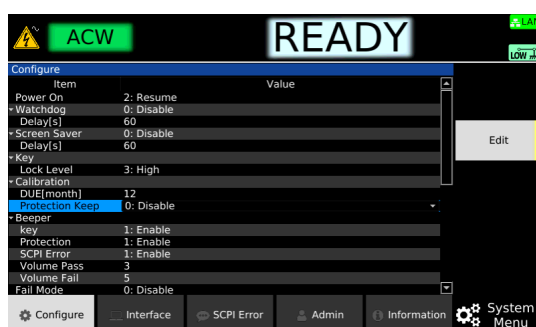 ACW
READY
LAN
LOW
Configure
Item Value
Power On 2: Resume
Watchdog 0: Disable
Delay[s] 60
Screen Saver 0: Disable
Delay[s] 60
Key
Lock Level 3: High
Calibration
DUE[month] 12
Protection Keep 0: Disable
Beeper
key 1: Enable
Protection 1: Enable
SCPI Error 1: Enable
Volume Pass 3
Volume Fail 5
Fail Mode 0: Disable
Edit
Configure Interface SCPI Error Admin Information System
Menu